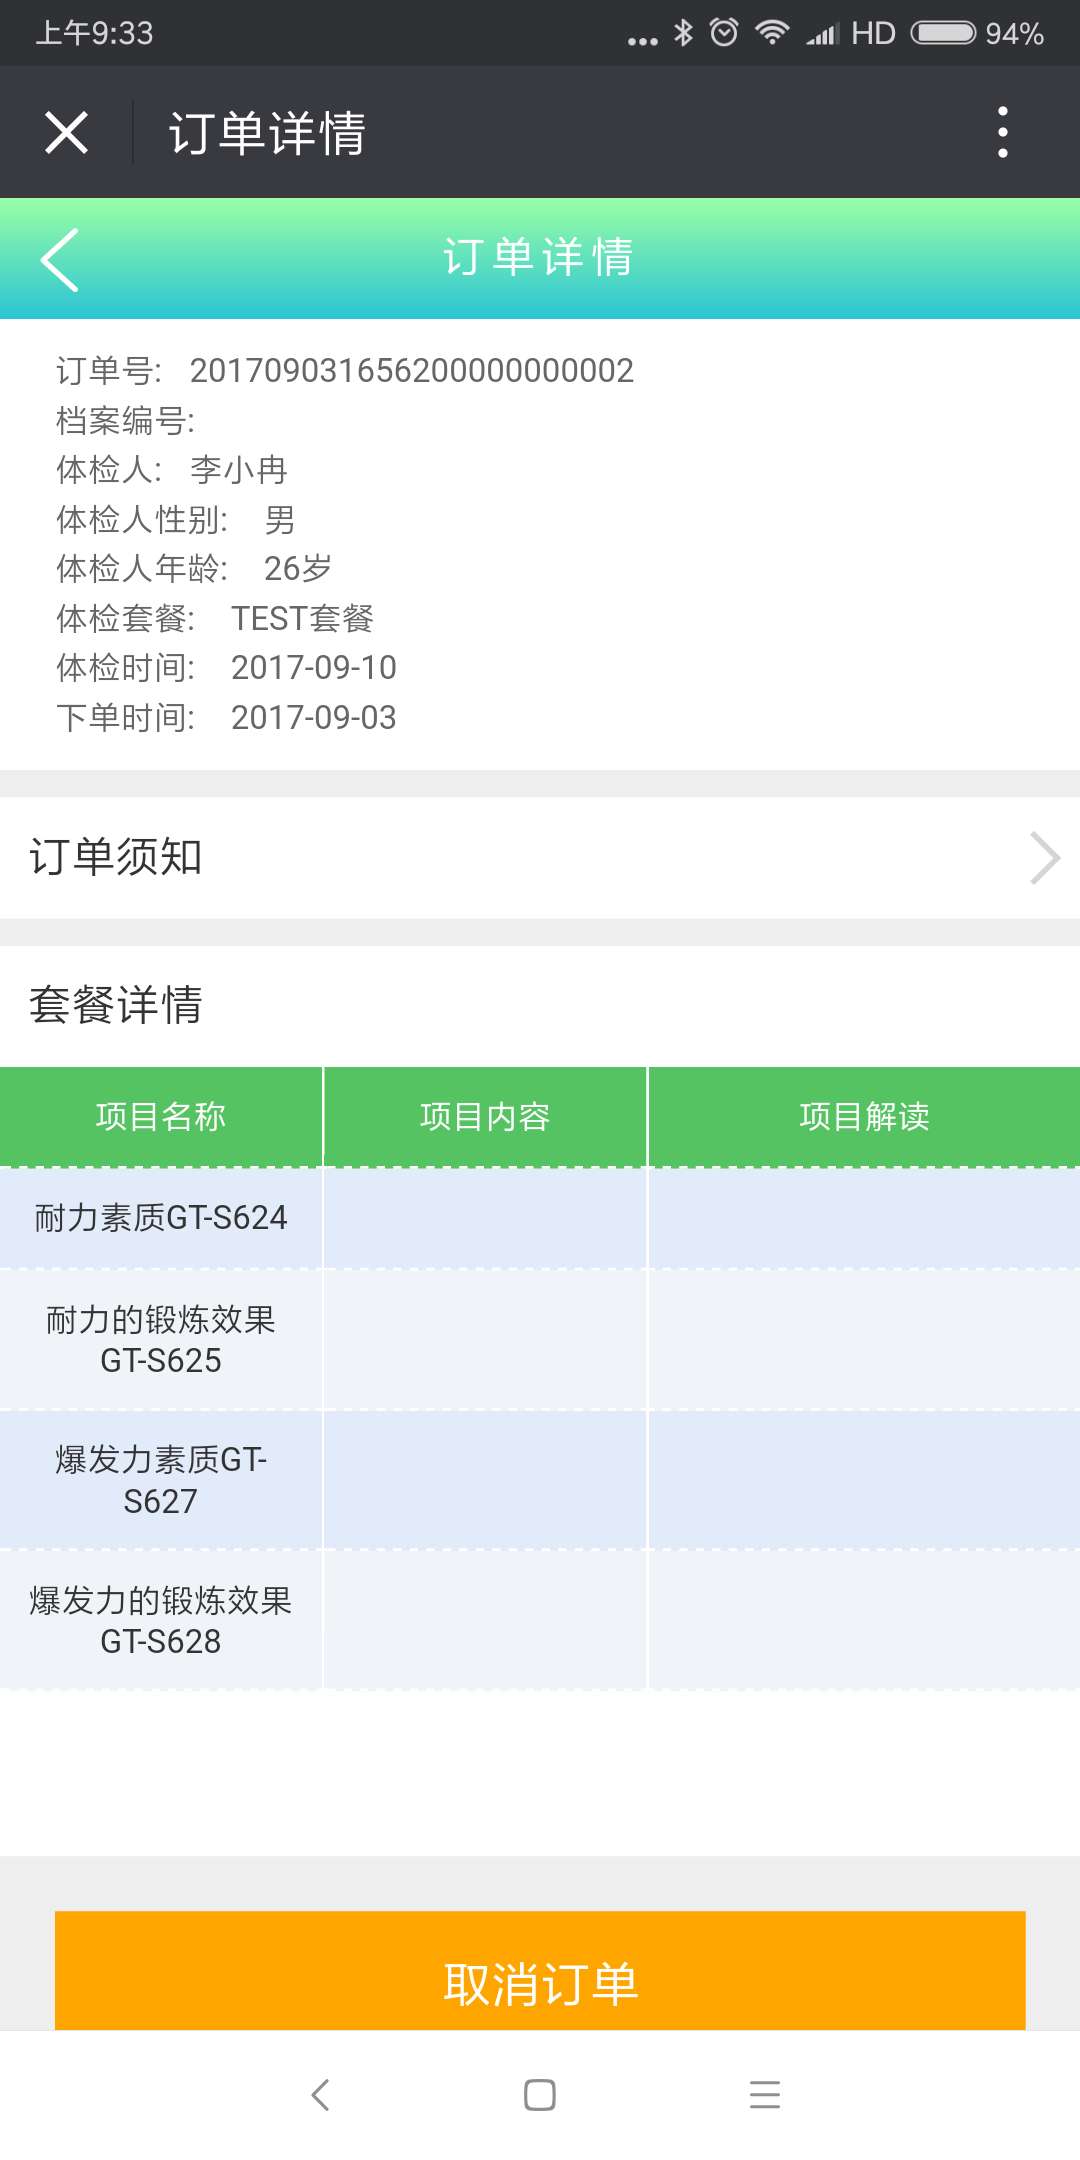 上午9:33
HD
94%
订单详情
订单详情
订单号: 201709031656200000000002
档案编号:
体检人: 李小冉
体检人性别: 男
体检人年龄: 26岁
体检套餐: TEST套餐
体检时间: 2017-09-10
下单时间: 2017-09-03
订单须知
套餐详情
项目名称 项目内容 项目解读
耐力素质GT-S624
耐力的锻炼效果
GT-S625
爆发力素质GT-
S627
爆发力的锻炼效果
GT-S628
取消订单